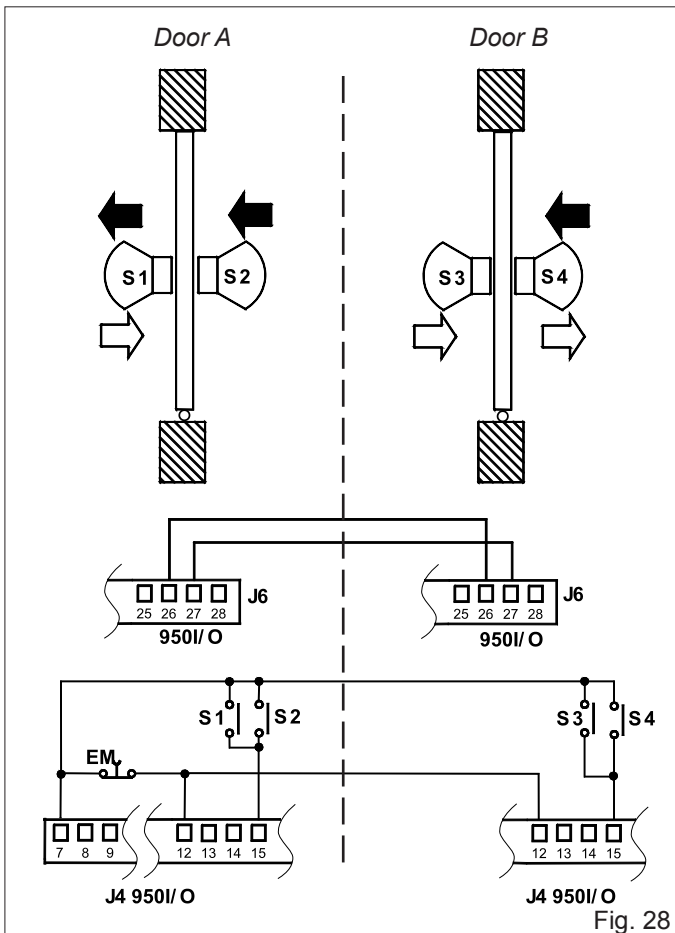 Door A Door B
S1 S2 S3 S4
J6 J6
25 26 27 28 25 26 27 28
950I/O 950I/O
S1 S2 S3 S4
EM
7 8 9 12 13 14 15 12 13 14 15
J4 950I/O J4 950I/O
Fig. 28